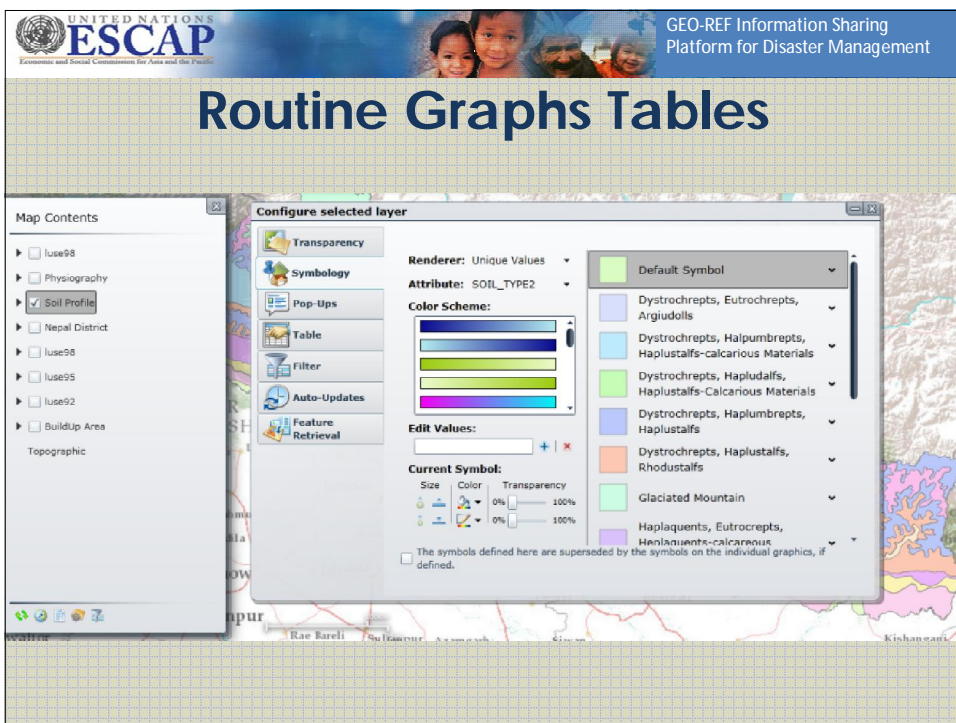 UNITED NATIONS
ESCAP
Economic and Social Commission for Asia and the Pacific
GEO-REF Information Sharing
Platform for Disaster Management
Routine Graphs Tables
Map Contents
luse98
Physiography
Soil Profile
Nepal District
luse98
luse95
luse92
BuildUp Area
Topographic
Configure selected layer
Transparency
Symbology
Pop-Ups
Table
Filter
Auto-Updates
Feature
Retrieval
Renderer: Unique Values
Attribute: SOIL_TYPE2
Color Scheme:
Edit Values:
Current Symbol:
Size Color Transparency
0% 100%
0% 100%
Default Symbol
Dystrochrepts, Eutrochrepts,
Argiudolls
Dystrochrepts, Halpumbrepts,
Haplustalfs-calcarious Materials
Dystrochrepts, Hapludalfs,
Haplustalfs-Calcarious Materials
Dystrochrepts, Haplumbrepts,
Haplustalfs
Dystrochrepts, Haplustalfs,
Rhodustalfs
Glaciated Mountain
Haplaquents, Eutrocrepts,
Heplaquents-calcareous
The symbols defined here are superseded by the symbols on the individual graphics, if
defined.
npur
Rae Bareli
Kishanganj